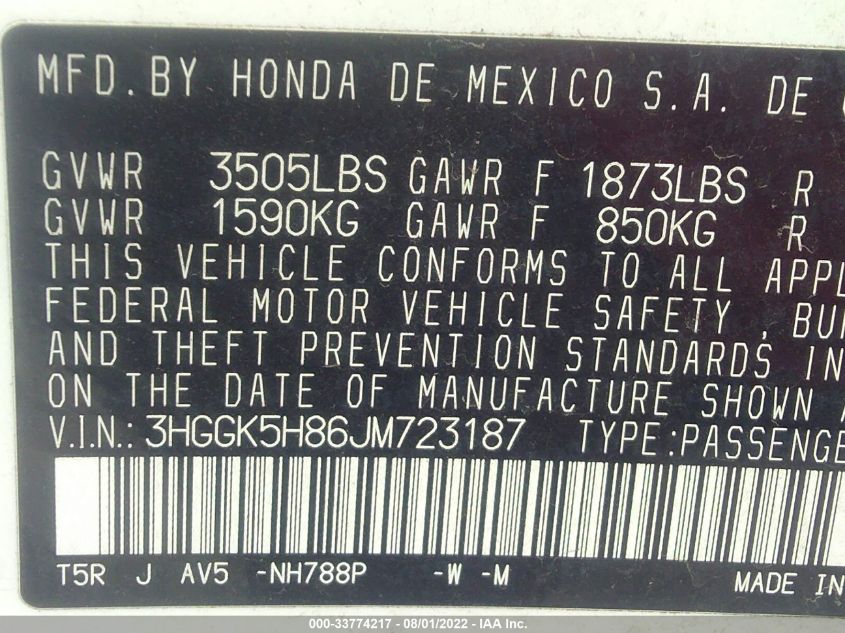 MFD. BY HONDA DE MEXICO S.A. DE
GVWR 3505LBS GAWR F 1873LBS R
GVWR 1590KG GAWR F 850KG R
THIS VEHICLE CONFORMS TO ALL APPL
FEDERAL MOTOR VEHICLE SAFETY , BU
AND THEFT PREVENTION STANDARDS IN
ON THE DATE OF MANUFACTURE SHOWN
V.I.N.: 3HGGK5H86JM723187 TYPE:PASSENGE
T5R J AV5 -NH788P -W -M MADE IN
000-33774217 - 08/01/2022 - IAA Inc.